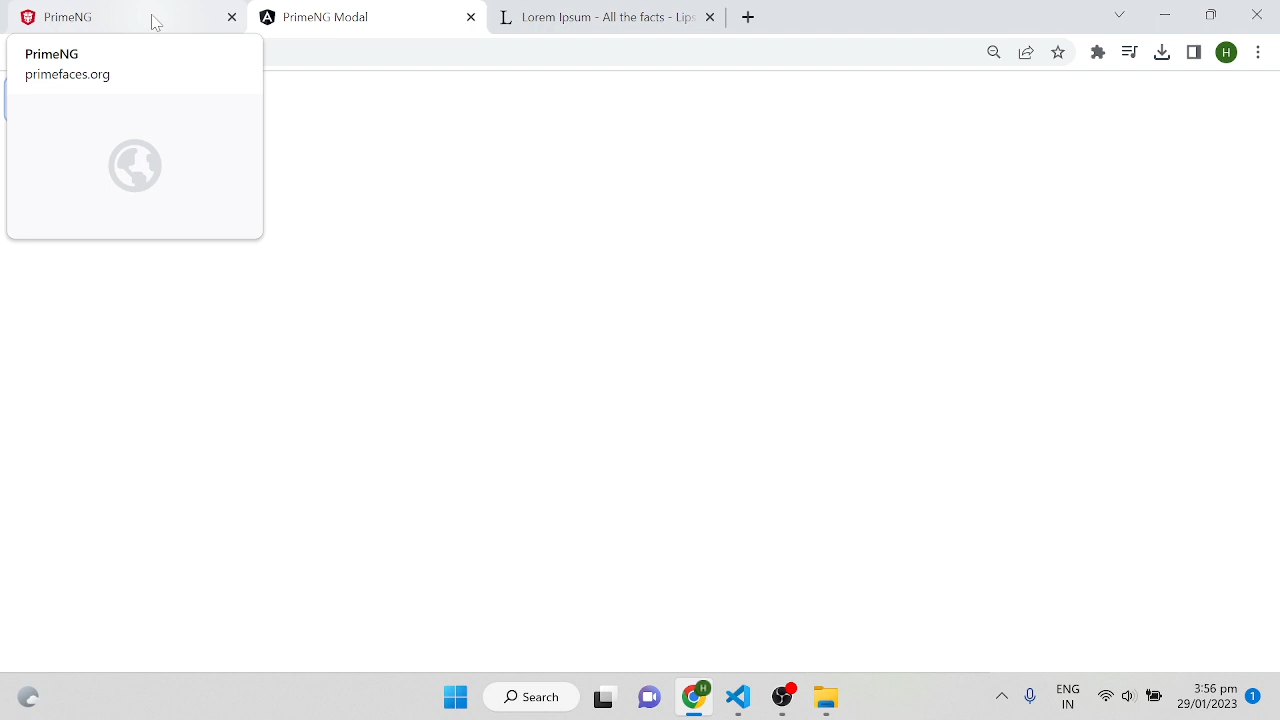 PrimeNG
PrimeNG Modal
Lorem Ipsum - All the facts - Lips
PrimeNG
primefaces.org
H
Search
H
ENG
IN
3:56 pm
29/01/2023
1